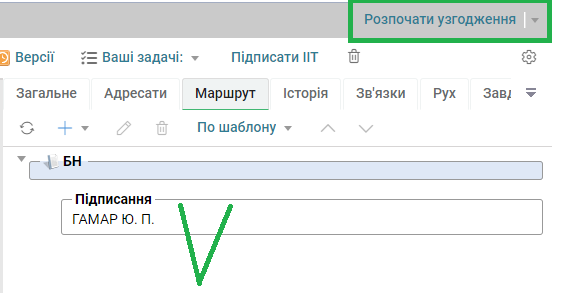 Розпочати узгодження
Версії Ваші задачі: Підписати ІІТ
Загальне Адресати Маршрут Історія Зв'язки Рух Завд
По шаблону
БН
Підписання
ГАМАР Ю. П.